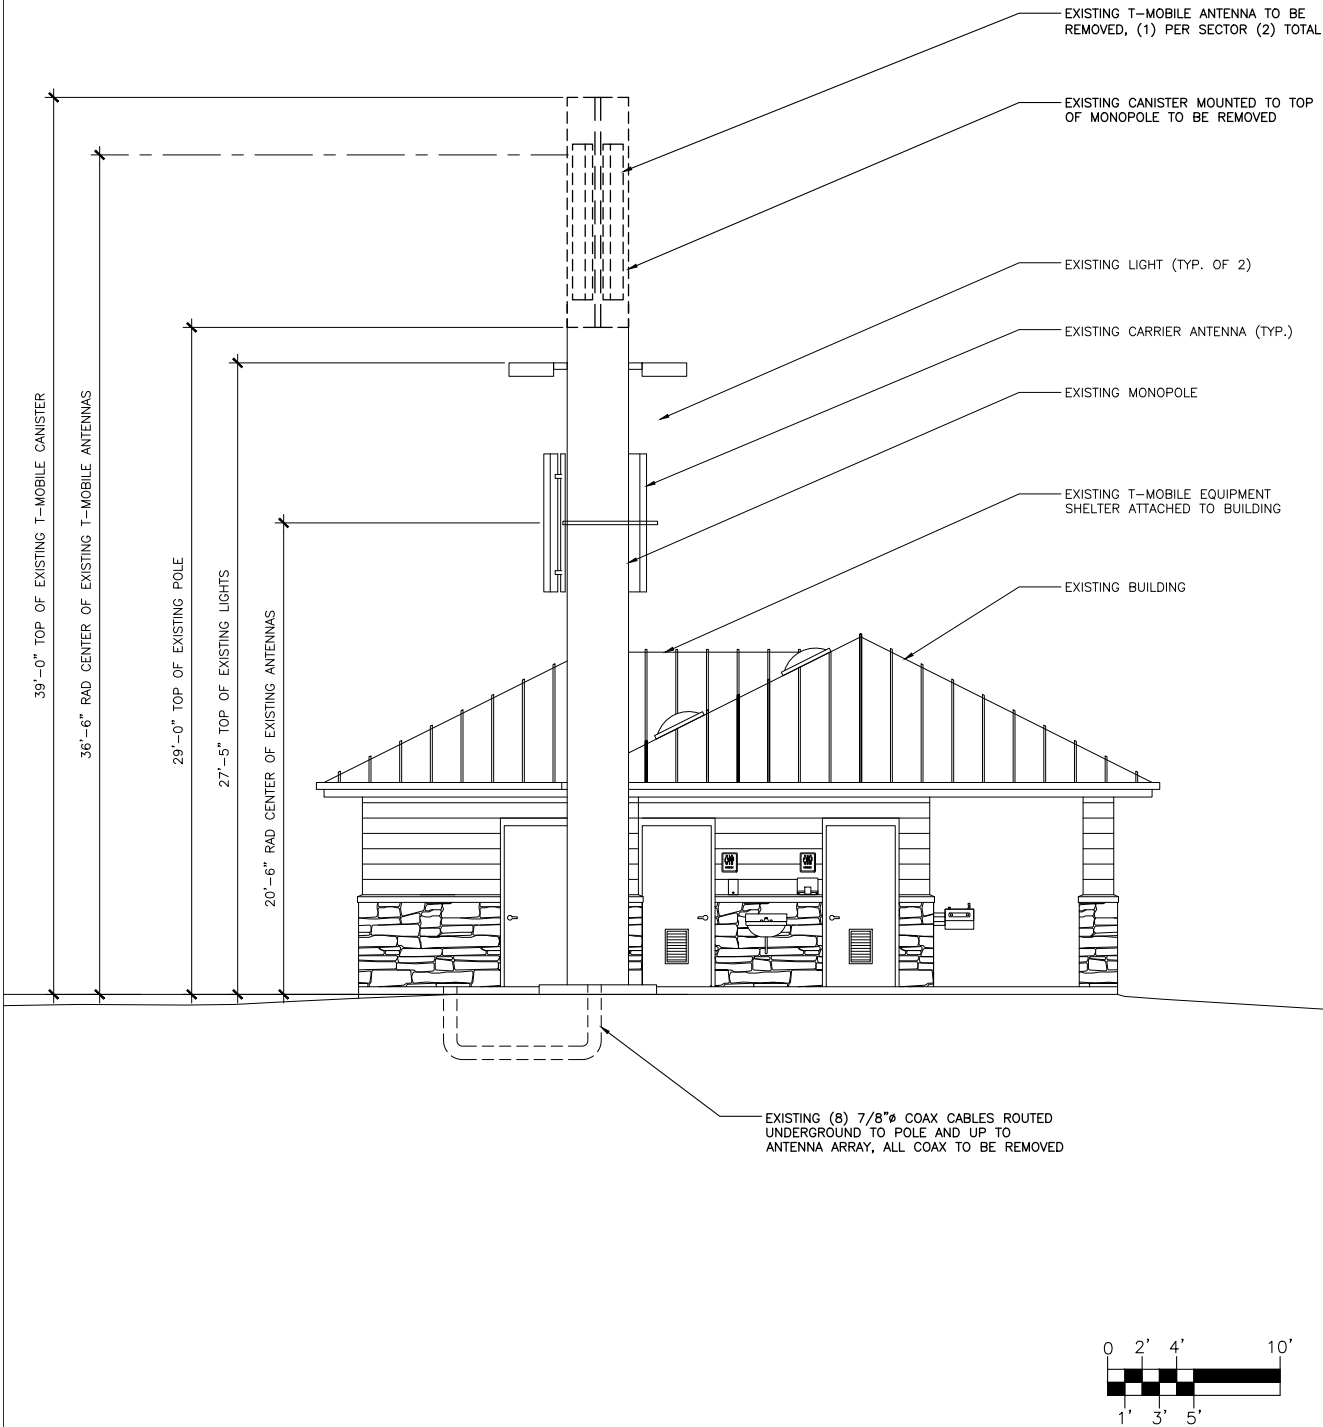 EXISTING T-MOBILE ANTENNA TO BE
REMOVED, (1) PER SECTOR (2) TOTAL
EXISTING CANISTER MOUNTED TO TOP
OF MONOPOLE TO BE REMOVED
EXISTING LIGHT (TYP. OF 2)
EXISTING CARRIER ANTENNA (TYP.)
EXISTING MONOPOLE
EXISTING T-MOBILE EQUIPMENT
SHELTER ATTACHED TO BUILDING
EXISTING BUILDING
39'-0" TOP OF EXISTING T-MOBILE CANISTER
36'-6" RAD CENTER OF EXISTING T-MOBILE ANTENNAS
29'-0" TOP OF EXISTING POLE
27'-5" TOP OF EXISTING LIGHTS
20'-6" RAD CENTER OF EXISTING ANTENNAS
EXISTING (8) 7/8"ø COAX CABLES ROUTED
UNDERGROUND TO POLE AND UP TO
ANTENNA ARRAY, ALL COAX TO BE REMOVED
0 2' 4' 10'
1' 3' 5'